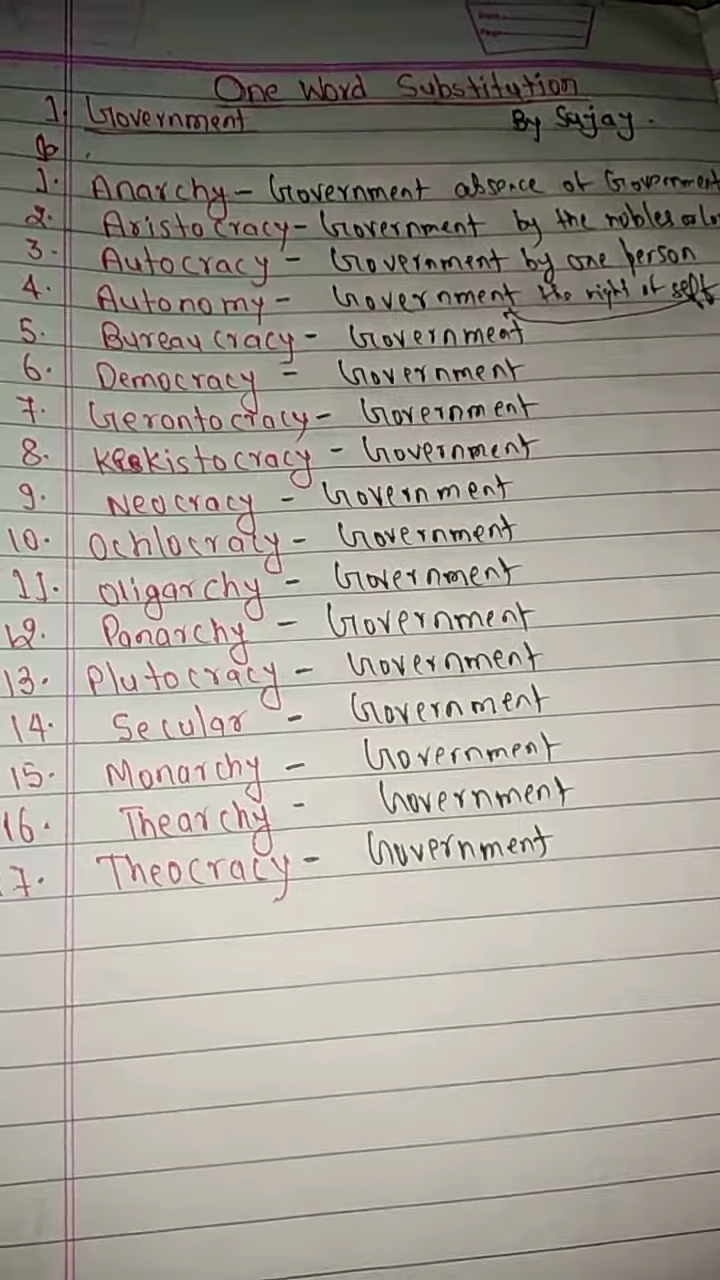 One Word Substitution
1. Government
By Sujay.
1. Anarchy - Government absence of Government
2. Aristocracy - Government by the nobles
3. Autocracy - Government by one person
4. Autonomy - Government the right of self
5. Bureaucracy - Government
6. Democracy - Government
7. Gerontocracy - Government
8. Kakistocracy - Government
9. Neocracy - Government
10. Ochlocraty - Government
11. Oligarchy - Government
12. Panarchy - Government
13. Plutocracy - Government
14. Secular - Government
15. Monarchy - Government
16. Thearchy - Government
7. Theocracy - Government